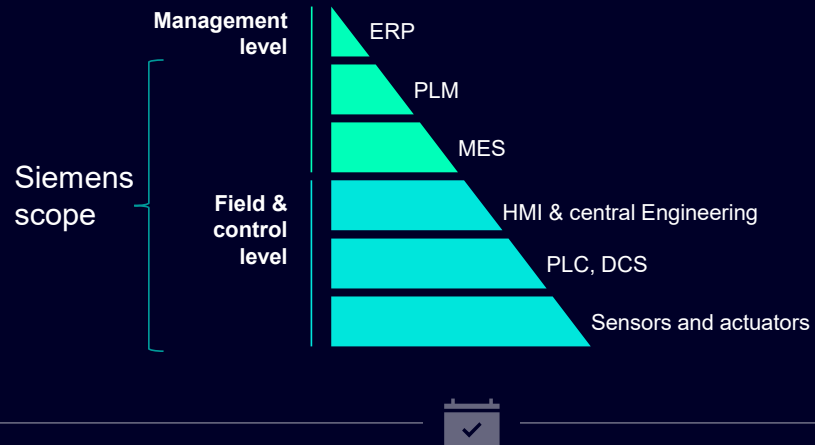 Management
level
ERP
PLM
MES
Siemens
scope
Field &
control
level
HMI & central Engineering
PLC, DCS
Sensors and actuators